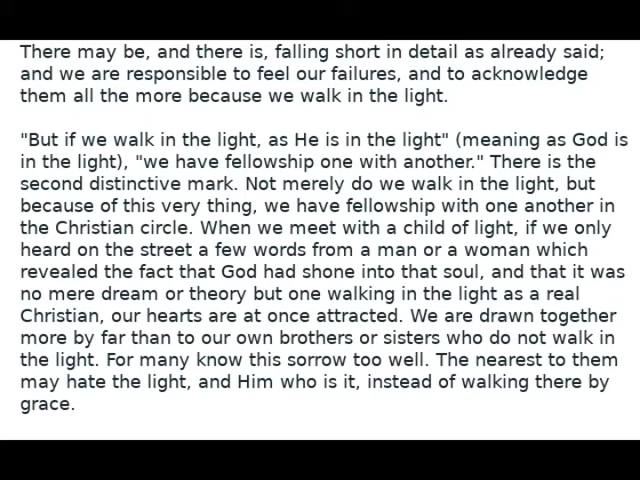 There may be, and there is, falling short in detail as already said;
and we are responsible to feel our failures, and to acknowledge
them all the more because we walk in the light.
"But if we walk in the light, as He is in the light" (meaning as God is
in the light), "we have fellowship one with another." There is the
second distinctive mark. Not merely do we walk in the light, but
because of this very thing, we have fellowship with one another in
the Christian circle. When we meet with a child of light, if we only
heard on the street a few words from a man or a woman which
revealed the fact that God had shone into that soul, and that it was
no mere dream or theory but one walking in the light as a real
Christian, our hearts are at once attracted. We are drawn together
more by far than to our own brothers or sisters who do not walk in
the light. For many know this sorrow too well. The nearest to them
may hate the light, and Him who is it, instead of walking there by
grace.